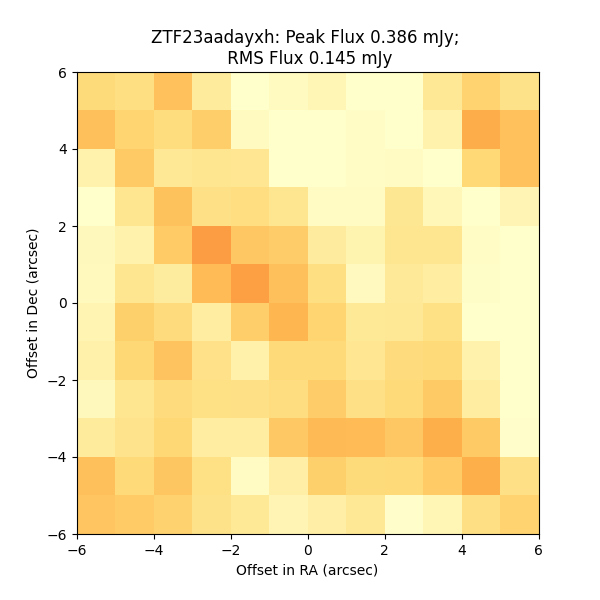 ZTF23aadayxh: Peak Flux 0.386 mJy;
RMS Flux 0.145 mJy
6
4
2
0
−2
−4
−6
Offset in Dec (arcsec)
−6 −4 −2 0 2 4 6
Offset in RA (arcsec)